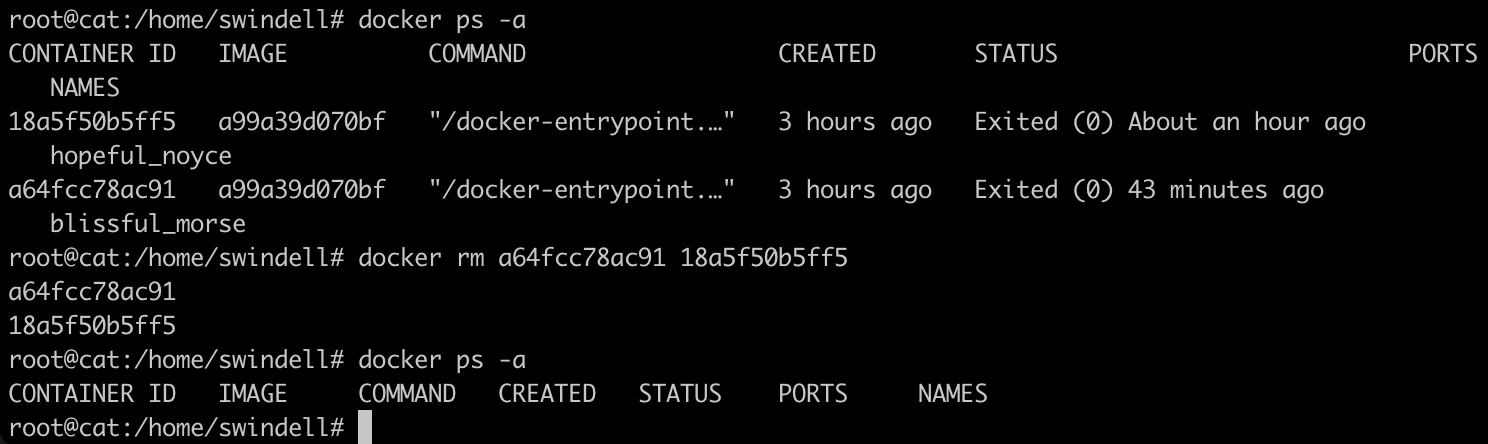 root@cat:/home/swindell# docker ps -a
CONTAINER ID   IMAGE          COMMAND                  CREATED       STATUS                         PORTS
   NAMES
18a5f50b5ff5   a99a39d070bf   "/docker-entrypoint.…"   3 hours ago   Exited (0) About an hour ago
   hopeful_noyce
a64fcc78ac91   a99a39d070bf   "/docker-entrypoint.…"   3 hours ago   Exited (0) 43 minutes ago
   blissful_morse
root@cat:/home/swindell# docker rm a64fcc78ac91 18a5f50b5ff5
a64fcc78ac91
18a5f50b5ff5
root@cat:/home/swindell# docker ps -a
CONTAINER ID   IMAGE     COMMAND   CREATED   STATUS    PORTS     NAMES
root@cat:/home/swindell#